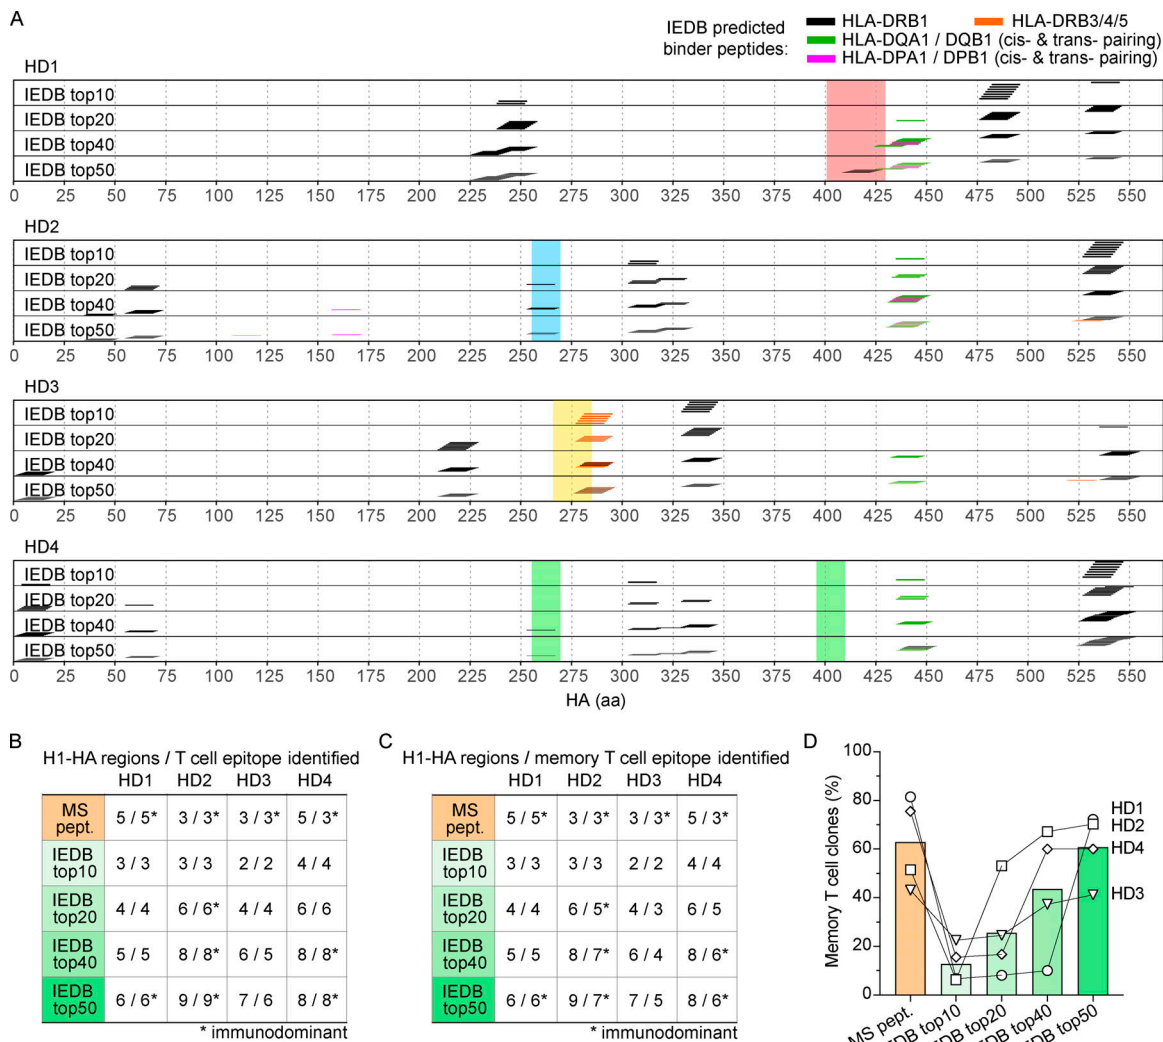 A
IEDB predicted
binder peptides:
HLA-DRB1
HLA-DRB3/4/5
HLA-DQA1 / DQB1 (cis- & trans- pairing)
HLA-DPA1 / DPB1 (cis- & trans- pairing)
HD1
IEDB top10
IEDB top20
IEDB top40
IEDB top50
0 25 50 75 100 125 150 175 200 225 250 275 300 325 350 375 400 425 450 475 500 525 550
HD2
IEDB top10
IEDB top20
IEDB top40
IEDB top50
0 25 50 75 100 125 150 175 200 225 250 275 300 325 350 375 400 425 450 475 500 525 550
HD3
IEDB top10
IEDB top20
IEDB top40
IEDB top50
0 25 50 75 100 125 150 175 200 225 250 275 300 325 350 375 400 425 450 475 500 525 550
HD4
IEDB top10
IEDB top20
IEDB top40
IEDB top50
0 25 50 75 100 125 150 175 200 225 250 275 300 325 350 375 400 425 450 475 500 525 550
HA (aa)
B
H1-HA regions / T cell epitope identified
HD1 HD2 HD3 HD4
MS pept. 5 / 5* 3 / 3* 3 / 3* 5 / 3*
IEDB top10 3 / 3 3 / 3 2 / 2 4 / 4
IEDB top20 4 / 4 6 / 6* 4 / 4 6 / 6
IEDB top40 5 / 5 8 / 8* 6 / 5 8 / 8*
IEDB top50 6 / 6* 9 / 9* 7 / 6 8 / 8*
* immunodominant
C
H1-HA regions / memory T cell epitope identified
HD1 HD2 HD3 HD4
MS pept. 5 / 5* 3 / 3* 3 / 3* 5 / 3*
IEDB top10 3 / 3 3 / 3 2 / 2 4 / 4
IEDB top20 4 / 4 6 / 5* 4 / 3 6 / 5
IEDB top40 5 / 5 8 / 7* 6 / 4 8 / 6*
IEDB top50 6 / 6* 9 / 7* 7 / 5 8 / 6*
* immunodominant
D
Memory T cell clones (%)
100
80
60
40
20
0
HD1
HD2
HD4
HD3
MS pept.
IEDB top10
IEDB top20
IEDB top40
IEDB top50